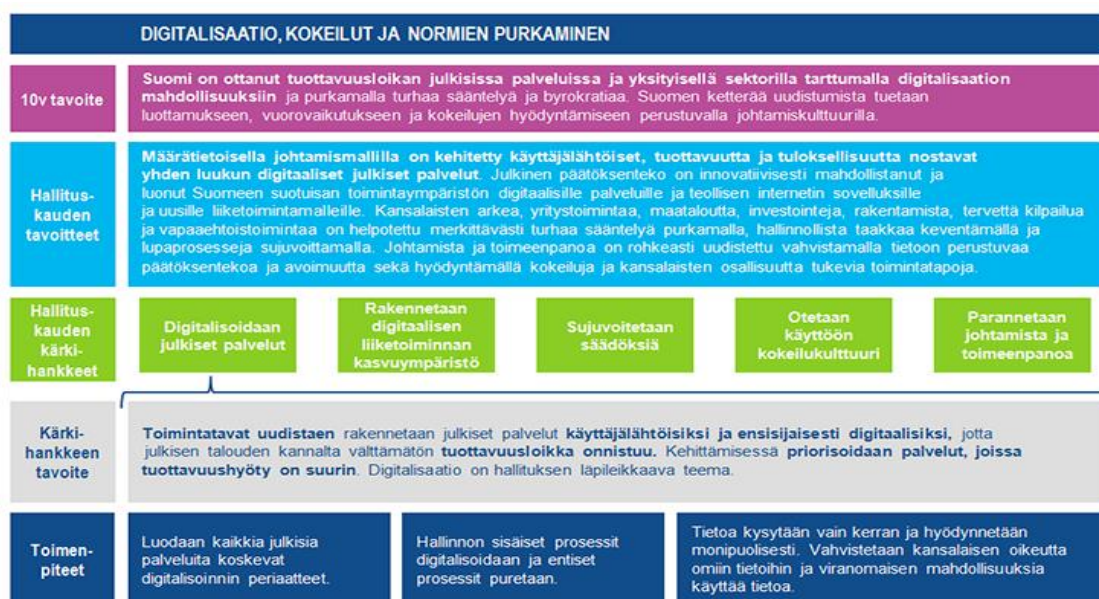 DIGITALISAATIO, KOKEILUT JA NORMIEN PURKAMINEN
10v tavoite
Suomi on ottanut tuottavuusloikan julkisissa palveluissa ja yksityisellä sektorilla tarttumalla digitalisaation
mahdollisuuksiin ja purkamalla turhaa sääntelyä ja byrokratiaa. Suomen ketterää uudistumista tuetaan
luottamukseen, vuorovaikutukseen ja kokeilujen hyödyntämiseen perustuvalla johtamiskulttuurilla.
Hallitus-
kauden
tavoitteet
Määrätietoisella johtamismallilla on kehitetty käyttäjälähtöiset, tuottavuutta ja tuloksellisuutta nostavat
yhden luukun digitaaliset julkiset palvelut. Julkinen päätöksenteko on innovatiivisesti mahdollistanut ja
luonut Suomeen suotuisan toimintaympäristön digitaalisille palveluille ja teollisen internetin sovelluksille
ja uusille liiketoimintamalleille. Kansalaisten arkea, yritystoimintaa, maataloutta, investointeja, rakentamista, tervettä kilpailua
ja vapaaehtoistoimintaa on helpotettu merkittävästi turhaa sääntelyä purkamalla, hallinnollista taakkaa keventämällä ja
lupaprosesseja sujuvoittamalla. Johtamista ja toimeenpanoa on rohkeasti uudistettu vahvistamalla tietoon perustuvaa
päätöksentekoa ja avoimuutta sekä hyödyntämällä kokeiluja ja kansalaisten osallisuutta tukevia toimintatapoja.
Hallitus-
kauden
kärki-
hankkeet
Digitalisoidaan
julkiset palvelut
Rakennetaan
digitaalisen
liiketoiminnan
kasvuympäristö
Sujuvoitetaan
säädöksiä
Otetaan
käyttöön
kokeilukulttuuri
Parannetaan
johtamista ja
toimeenpanoa
Kärki-
hankkeen
tavoite
Toimintatavat uudistaen rakennetaan julkiset palvelut käyttäjälähtöisiksi ja ensisijaisesti digitaalisiksi, jotta
julkisen talouden kannalta välttämätön tuottavuusloikka onnistuu. Kehittämisessä priorisoidaan palvelut, joissa
tuottavuushyöty on suurin. Digitalisaatio on hallituksen läpileikkaava teema.
Toimen-
piteet
Luodaan kaikkia julkisia
palveluita koskevat
digitalisoinnin periaatteet.
Hallinnon sisäiset prosessit
digitalisoidaan ja entiset
prosessit puretaan.
Tietoa kysytään vain kerran ja hyödynnetään
monipuolisesti. Vahvistetaan kansalaisen oikeutta
omiin tietoihin ja viranomaisen mahdollisuuksia
käyttää tietoa.